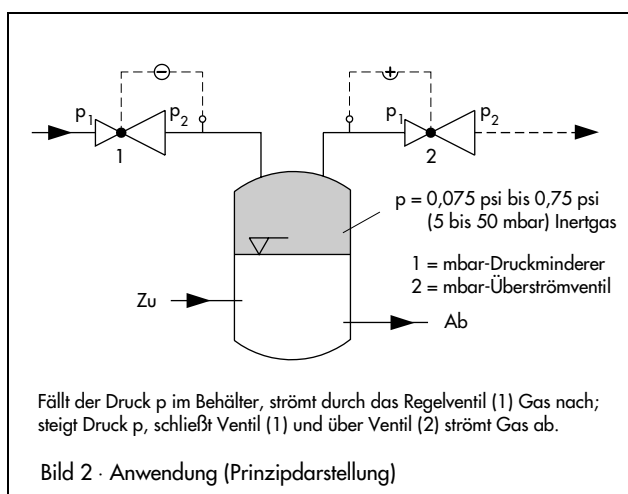 p1
p2
1
p1
p2
2
p = 0,075 psi bis 0,75 psi
(5 bis 50 mbar) Inertgas
1 = mbar-Druckminderer
2 = mbar-Überströmventil
Zu
Ab
Fällt der Druck p im Behälter, strömt durch das Regelventil (1) Gas nach;
steigt Druck p, schließt Ventil (1) und über Ventil (2) strömt Gas ab.
Bild 2 · Anwendung (Prinzipdarstellung)